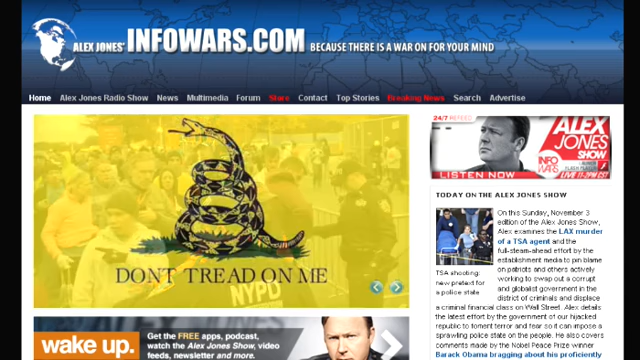 ALEX JONES' INFOWARS.COM BECAUSE THERE IS A WAR ON FOR YOUR MIND
Home Alex Jones Radio Show News Multimedia Forum Store Contact Top Stories Breaking News Search Advertise
DONT TREAD ON ME
NYPD
wake up.
Get the FREE apps, podcast,
watch the Alex Jones Show, video
feeds, newsletter and more.
24/7
ALEX
JONES
SHOW
INFO
WARS
LISTEN NOW
LIVE 11-2PM CST
TODAY ON THE ALEX JONES SHOW
On this Sunday, November 3
edition of the Alex Jones Show,
Alex examines the LAX murder
of a TSA agent and the
full-steam-ahead effort by the
establishment media to pin blame
on patriots and others actively
working to swap out a corrupt
and globalist government in the
district of criminals and displace
a criminal financial class on Wall Street. Alex details
the latest effort by the government of our hijacked
republic to foment terror and fear so it can impose a
sprawling police state on the people. He also covers
comments made by the Nobel Peace Prize winner
Barack Obama bragging about his proficiently
TSA shooting:
new pretext for
a police state